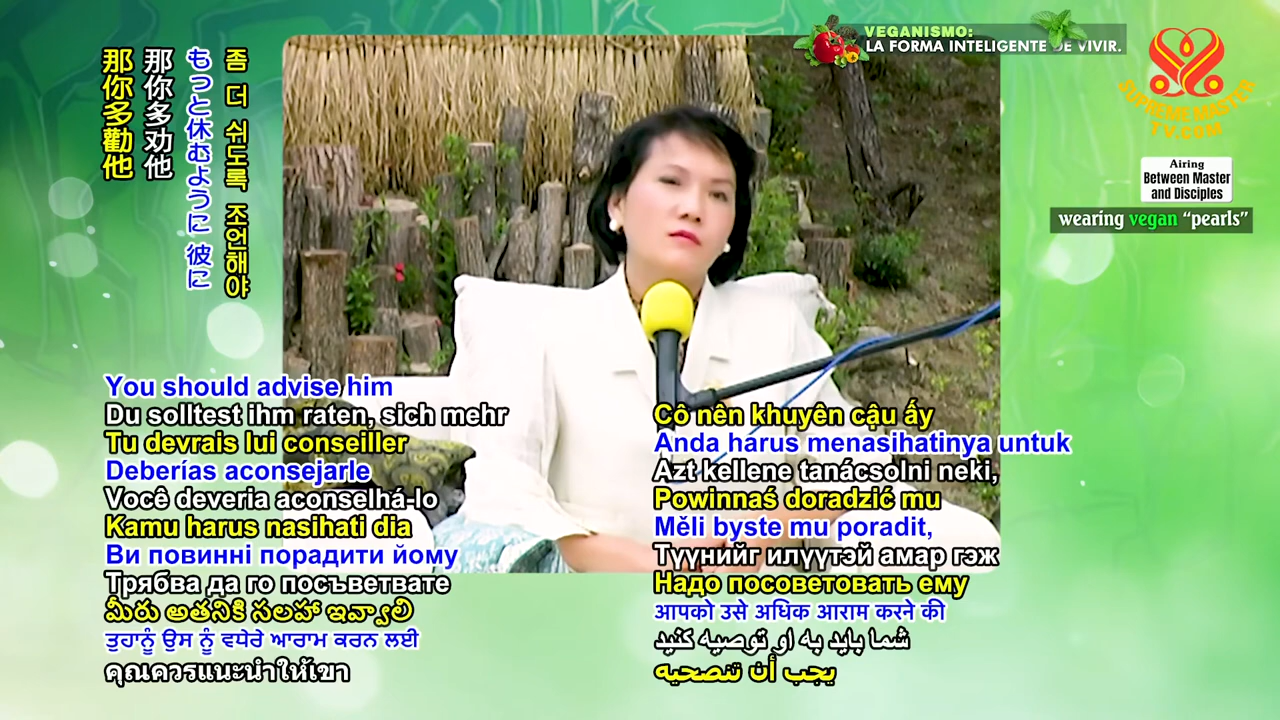 VEGANISMO:
LA FORMA INTELIGENTE DE VIVIR.
SUPREME MASTER
TV.COM
Airing
Between Master
and Disciples
wearing vegan “pearls”
좀 더 쉬도록 조언해야
もっと休むように 彼に
那你多劝他
那你多勸他
You should advise him
Du solltest ihm raten, sich mehr
Tu devrais lui conseiller
Deberías aconsejarle
Você deveria aconselhá-lo
Kamu harus nasihati dia
Ви повинні порадити йому
Трябва да го посъветвате
మీరు అతనికి సలహా ఇవ్వాలి
ਤੁਹਾਨੂੰ ਉਸ ਨੂੰ ਵਧੇਰੇ ਆਰਾਮ ਕਰਨ ਲਈ
คุณควรแนะนำให้เขา
Cô nên khuyên cậu ấy
Anda harus menasihatinya untuk
Azt kellene tanácsolni neki,
Powinnaś doradzić mu
Měli byste mu poradit,
Түүнийг илүүтэй амар гэж
Надо посоветовать ему
आपको उसे अधिक आराम करने की
شما باید به او توصیه کنید
يجب أن تنصحيه